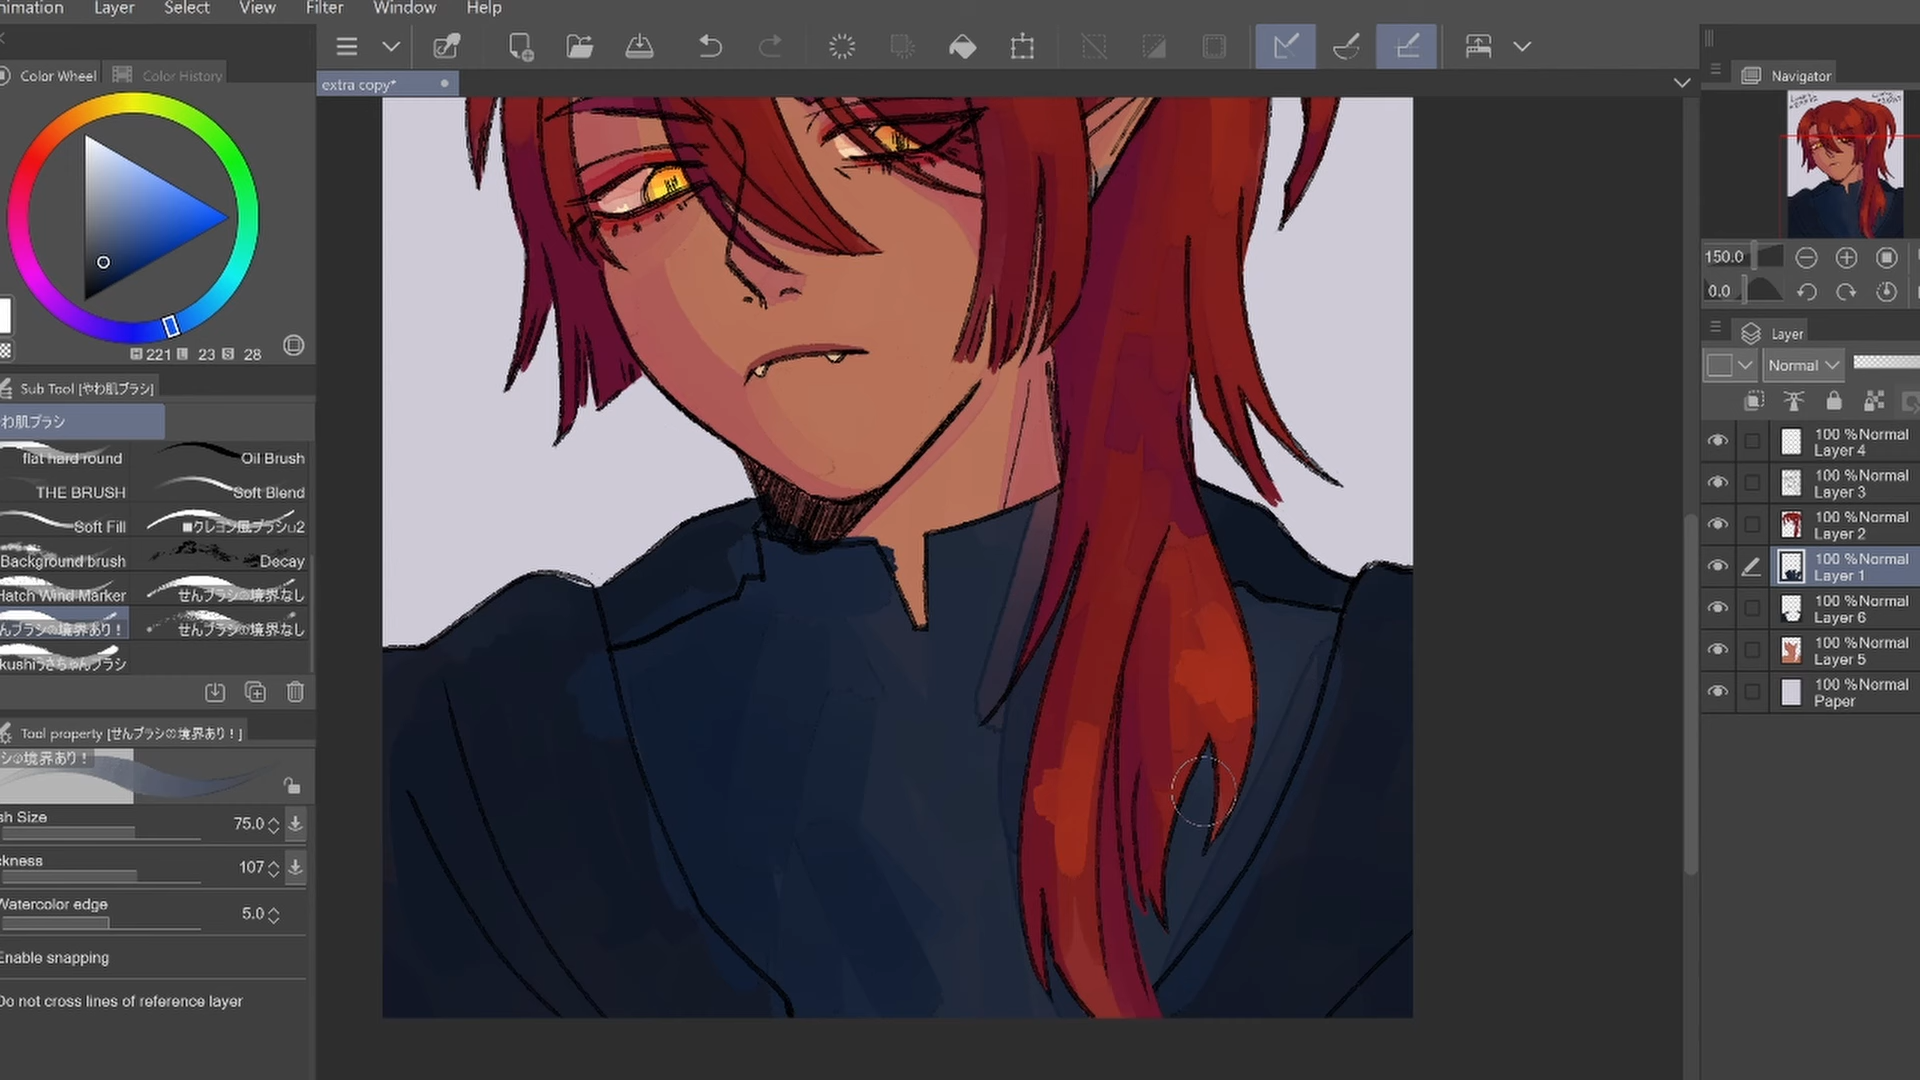 nimation Layer Select View Filter Window Help
Color Wheel Color History
extra copy*
Navigator
150.0
0.0
H 221 L 23 S 28
Sub Tool [やわ肌ブラシ]
わ肌ブラシ
flat hard round Oil Brush
THE BRUSH Soft Blend
Soft Fill ■クレヨン風ブラシ□2
Background brush Decay
Hatch Wind Marker せんブラシの境界なし
んブラシの境界あり! せんブラシの境界なし
kushiうさちゃんブラシ
Tool property [せんブラシの境界あり!]
シの境界あり!
sh Size 75.0
ckness 107
Watercolor edge 5.0
Enable snapping
Do not cross lines of reference layer
Layer
Normal
100 %Normal
Layer 4
100 %Normal
Layer 3
100 %Normal
Layer 2
100 %Normal
Layer 1
100 %Normal
Layer 6
100 %Normal
Layer 5
100 %Normal
Paper